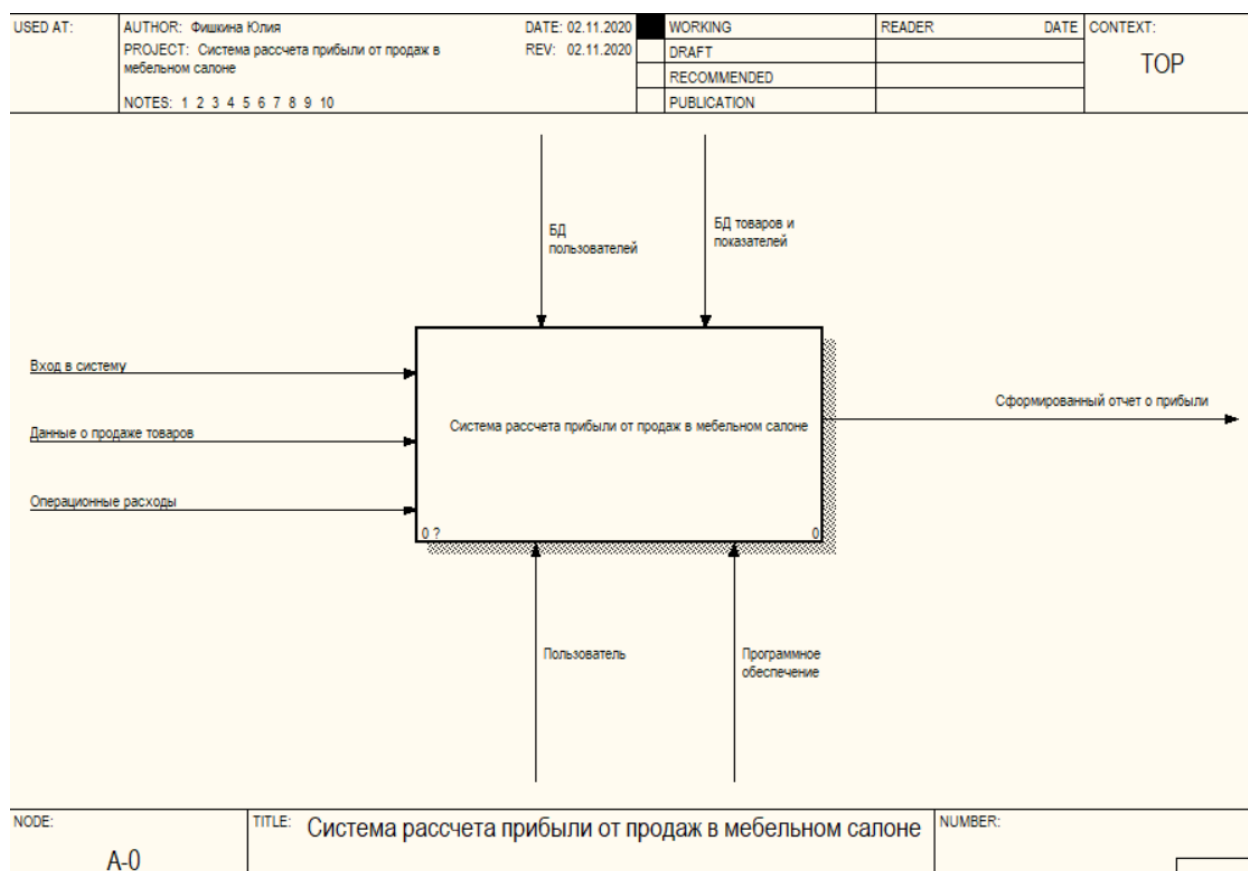 USED AT:
AUTHOR: Фишкина Юлия
DATE: 02.11.2020
WORKING
READER
DATE
CONTEXT:
PROJECT: Система рассчета прибыли от продаж в
мебельном салоне
REV: 02.11.2020
DRAFT
TOP
RECOMMENDED
NOTES: 1 2 3 4 5 6 7 8 9 10
PUBLICATION
БД
пользователей
БД товаров и
показателей
Вход в систему
Данные о продаже товаров
Операционные расходы
Система рассчета прибыли от продаж в мебельном салоне
0 ?
0
Сформированный отчет о прибыли
Пользователь
Программное
обеспечение
NODE:
A-0
TITLE: Система рассчета прибыли от продаж в мебельном салоне
NUMBER: